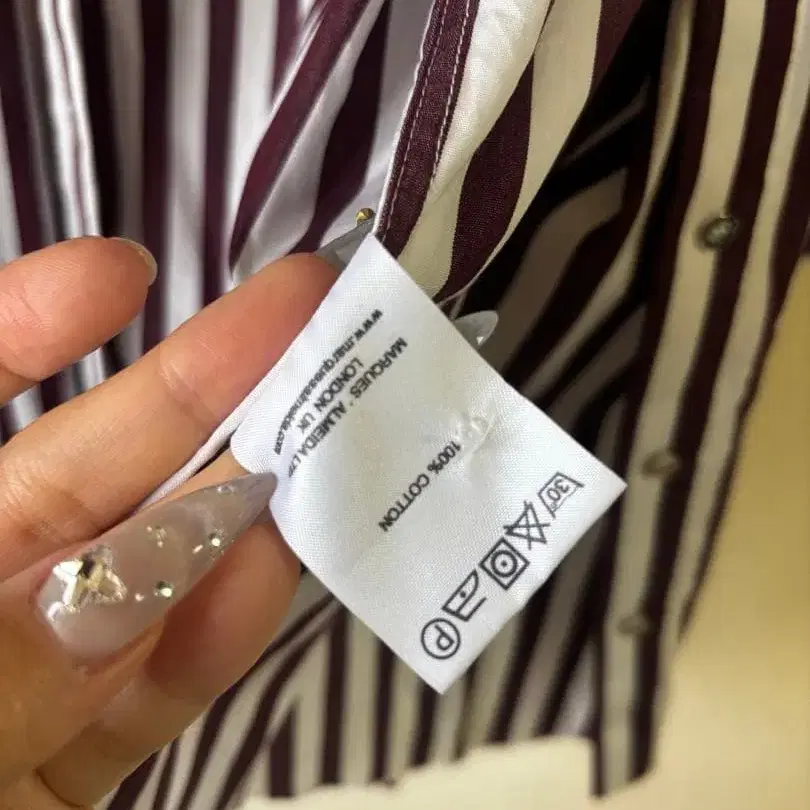 100% COTTON
MARQUES ' ALMEIDA LTD
LONDON UK
www.marquesalmeida.com
30°
P